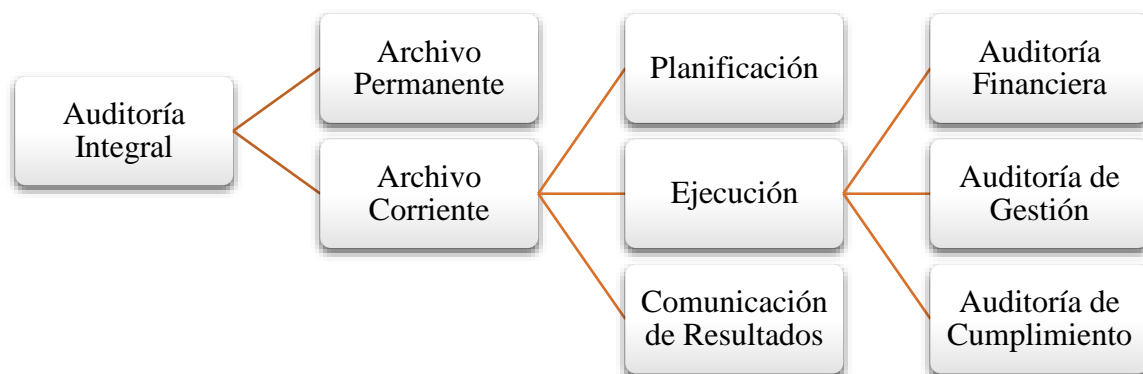 Auditoría
Integral
Archivo
Permanente
Archivo
Corriente
Planificación
Ejecución
Comunicación
de Resultados
Auditoría
Financiera
Auditoría de
Gestión
Auditoría de
Cumplimiento